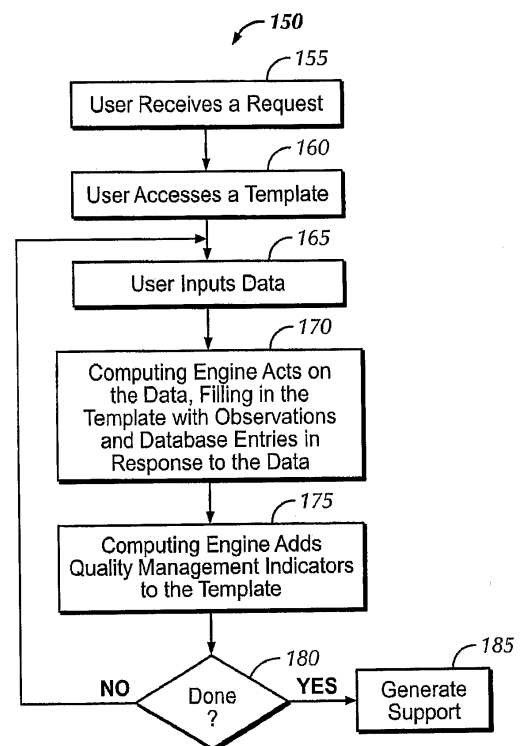 150
155
User Receives a Request
160
User Accesses a Template
165
User Inputs Data
170
Computing Engine Acts on
the Data, Filling in the
Template with Observations
and Database Entries in
Response to the Data
175
Computing Engine Adds
Quality Management Indicators
to the Template
180
NO
Done
?
YES
185
Generate
Support